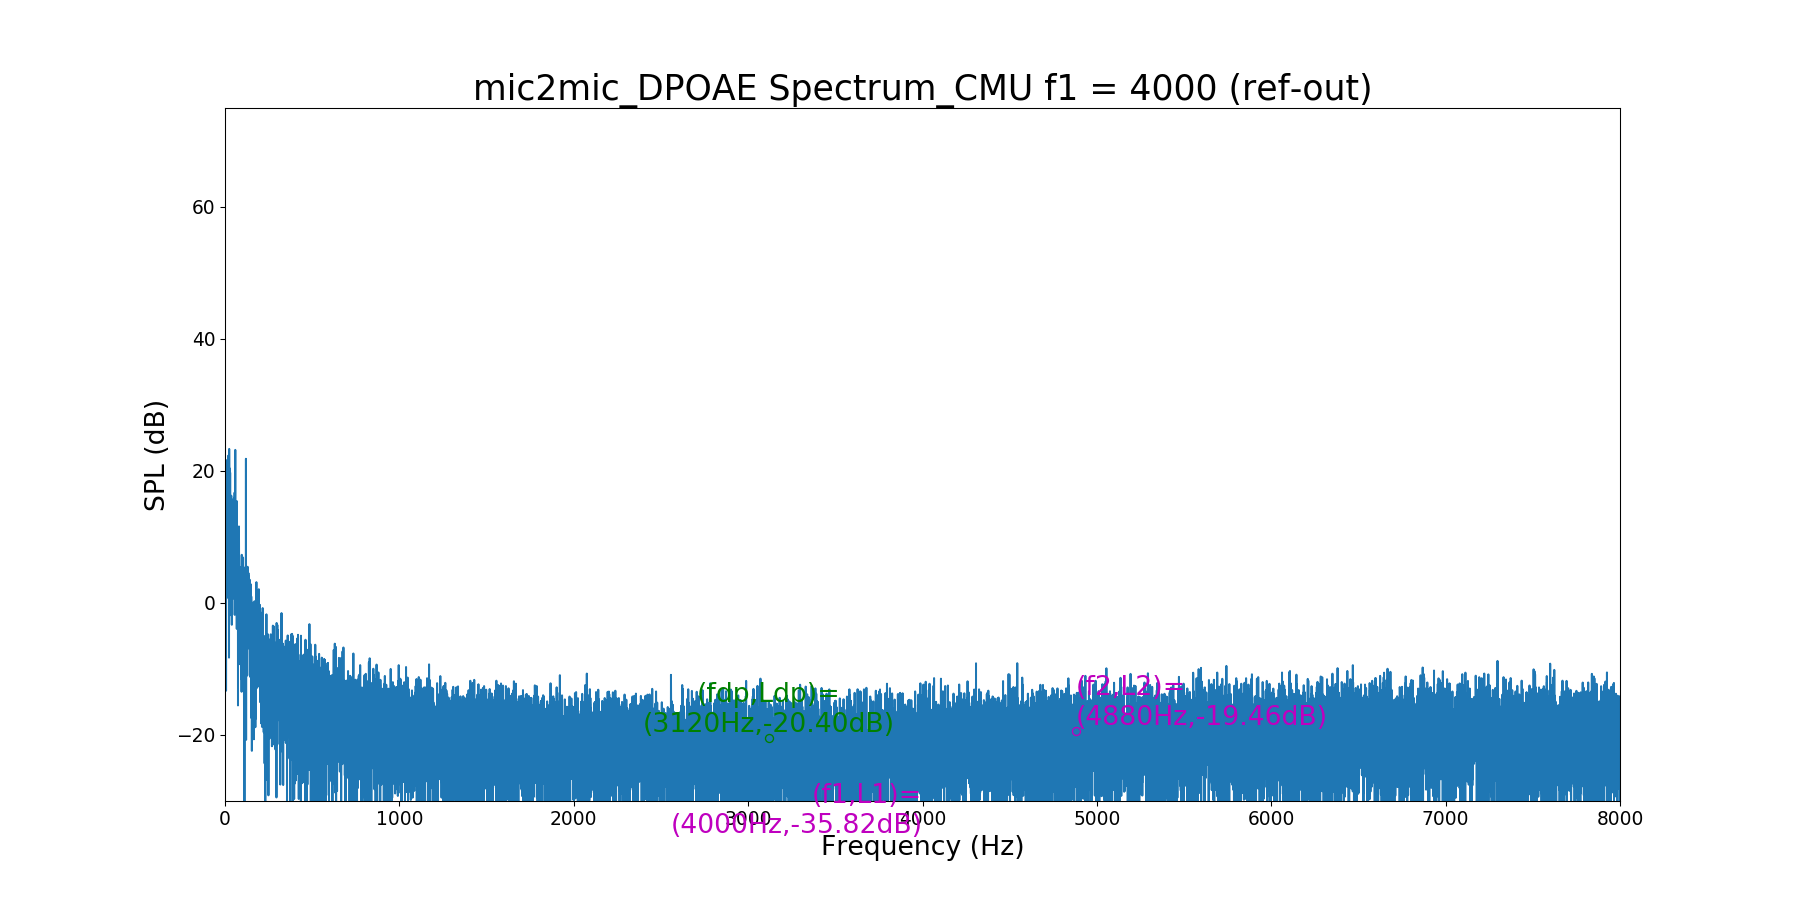 mic2mic_DPOAE Spectrum_CMU f1 = 4000 (ref-out)
60
40
20
0
−20
SPL (dB)
(fdp,Ldp)=
(3120Hz,-20.40dB)
(f2,L2)=
(4880Hz,-19.46dB)
(f1,L1)=
(4000Hz,-35.82dB)
0 1000 2000 3000 4000 5000 6000 7000 8000
Frequency (Hz)